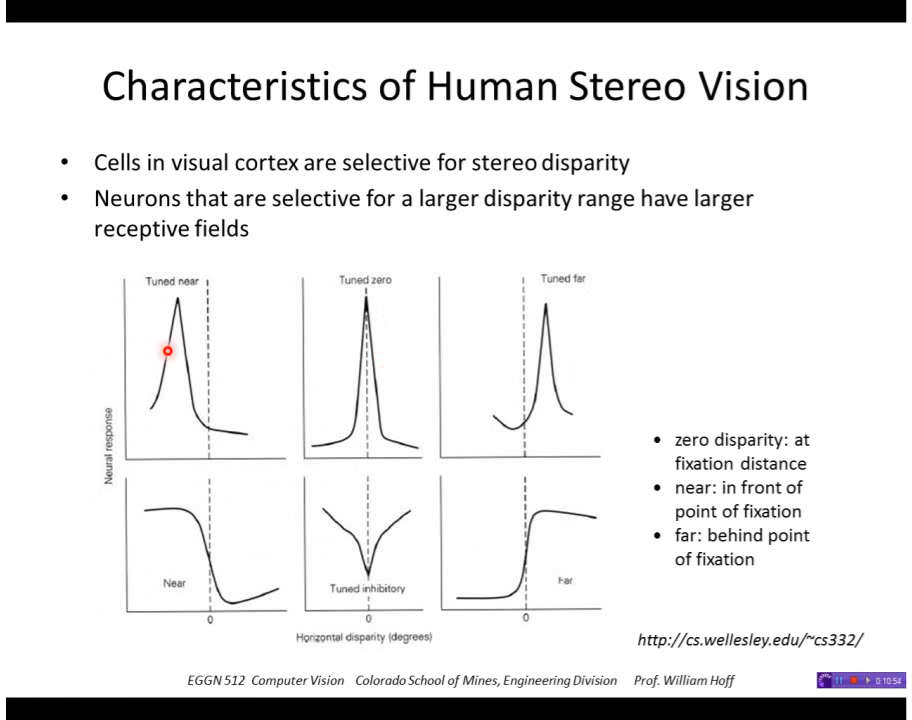 Characteristics of Human Stereo Vision
• Cells in visual cortex are selective for stereo disparity
• Neurons that are selective for a larger disparity range have larger
receptive fields
Tuned near
Tuned zero
Tuned far
Neural response
Near
Tuned inhibitory
Far
0
0
0
Horizontal disparity (degrees)
• zero disparity: at
fixation distance
• near: in front of
point of fixation
• far: behind point
of fixation
http://cs.wellesley.edu/~cs332/
EGGN 512 Computer Vision Colorado School of Mines, Engineering Division Prof. William Hoff
0:10:54